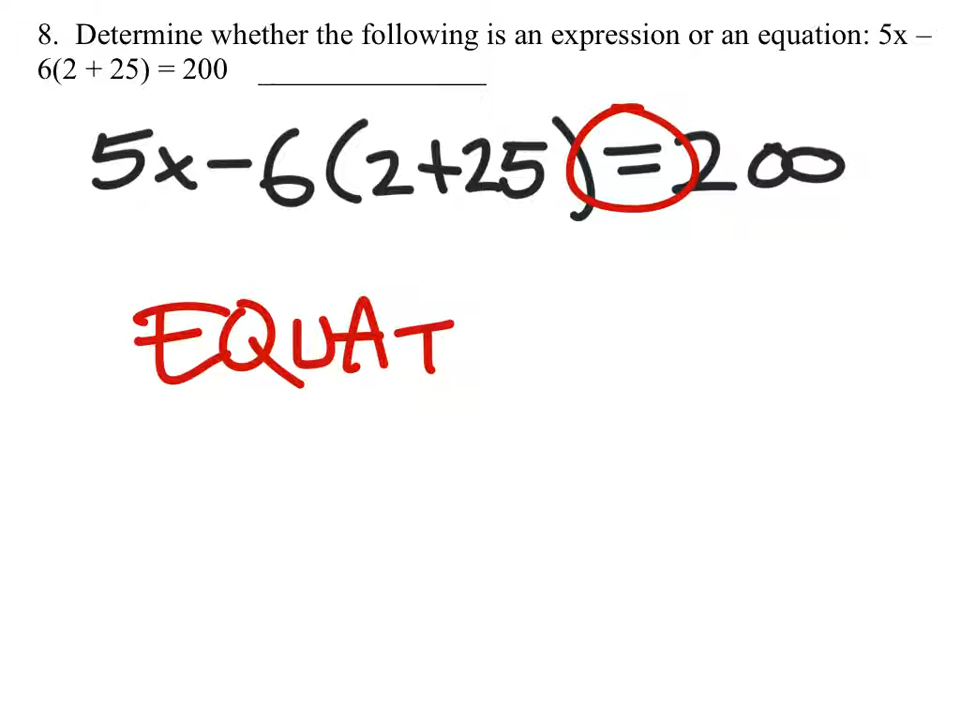 8. Determine whether the following is an expression or an equation: 5x –
6(2 + 25) = 200 ________________
5x-6(2+25)=200
EQUAT